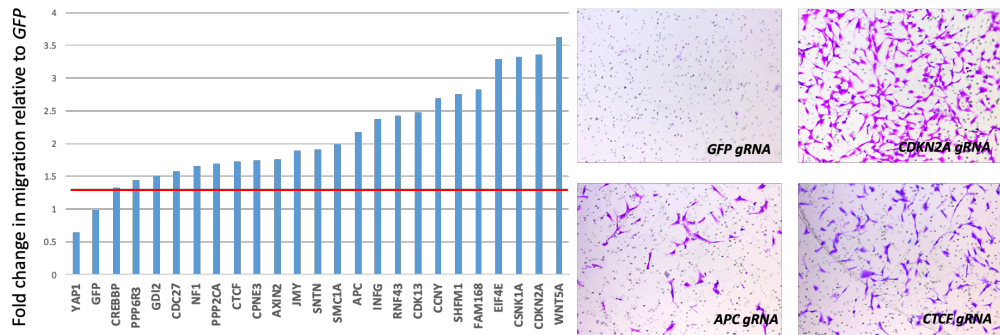 Fold change in migration relative to GFP
4
3.5
3
2.5
2
1.5
1
0.5
0
YAP1
GFP
CREBBP
PPP6R3
GDI2
CDC27
NF1
PPP2CA
CTCF
CPNE3
AXIN2
JMY
SNTN
SMC1A
APC
INFG
RNF43
CDK13
CCNY
SHFM1
FAM168
EIF4E
CSNK1A
CDKN2A
WNT5A
GFP gRNA
CDKN2A gRNA
APC gRNA
CTCF gRNA